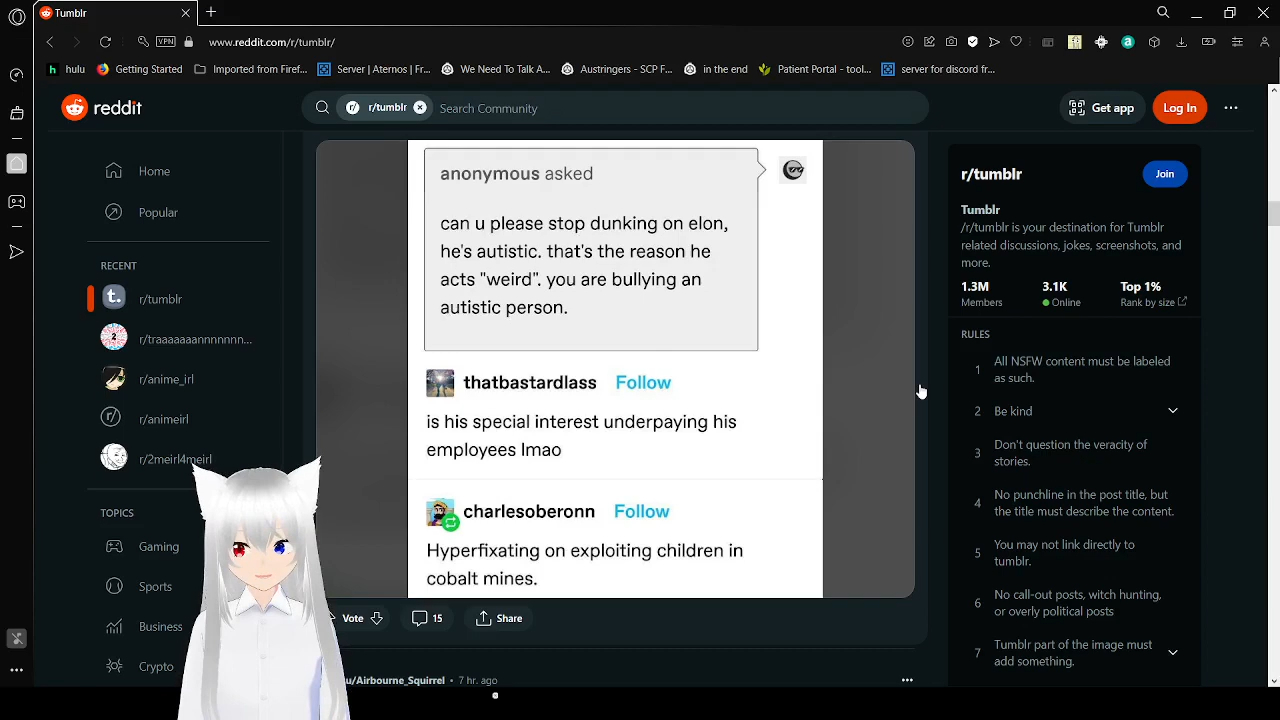 Tumblr
VPN
www.reddit.com/r/tumblr/
hulu
Getting Started
Imported from Firef...
Server | Aternos | Fr...
We Need To Talk A...
Austringers - SCP F...
in the end
Patient Portal - tool...
server for discord fr...
reddit
r/tumblr
Search Community
Get app
Log In
Home
Popular
RECENT
r/tumblr
r/traaaaaaannnnnnn...
r/anime_irl
r/animeirl
r/2meirl4meirl
TOPICS
Gaming
Sports
Business
Crypto
anonymous asked
can u please stop dunking on elon,
he's autistic. that's the reason he
acts "weird". you are bullying an
autistic person.
thatbastardlass Follow
is his special interest underpaying his
employees lmao
charlesoberonn Follow
Hyperfixating on exploiting children in
cobalt mines.
Vote
15
Share
u/Airbourne_Squirrel • 7 hr. ago
r/tumblr
Join
Tumblr
/r/tumblr is your destination for Tumblr
related discussions, jokes, screenshots, and
more.
1.3M 3.1K Top 1%
Members Online Rank by size
RULES
1 All NSFW content must be labeled
as such.
2 Be kind
3 Don't question the veracity of
stories.
4 No punchline in the post title, but
the title must describe the content.
5 You may not link directly to
tumblr.
6 No call-out posts, witch hunting,
or overly political posts
7 Tumblr part of the image must
add something.